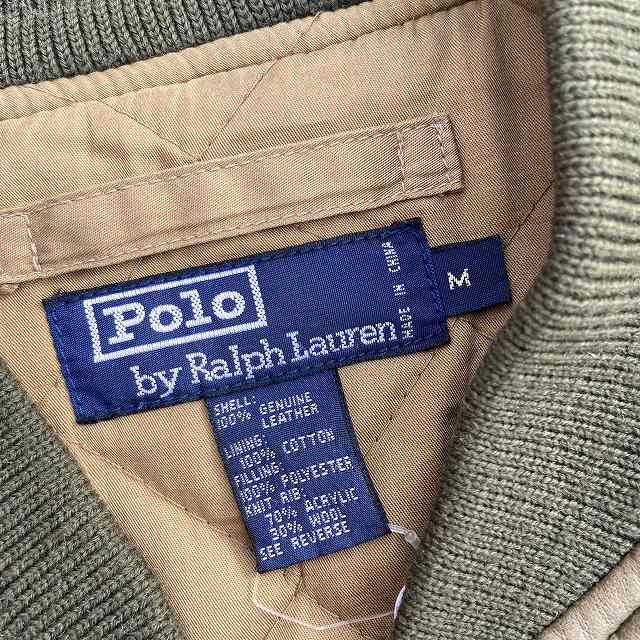 Polo
by Ralph Lauren
MADE IN CHINA
M
SHELL:
100% GENUINE
LEATHER
LINING:
100% COTTON
FILLING:
100% POLYESTER
KNIT RIB:
70% ACRYLIC
30% WOOL
SEE REVERSE